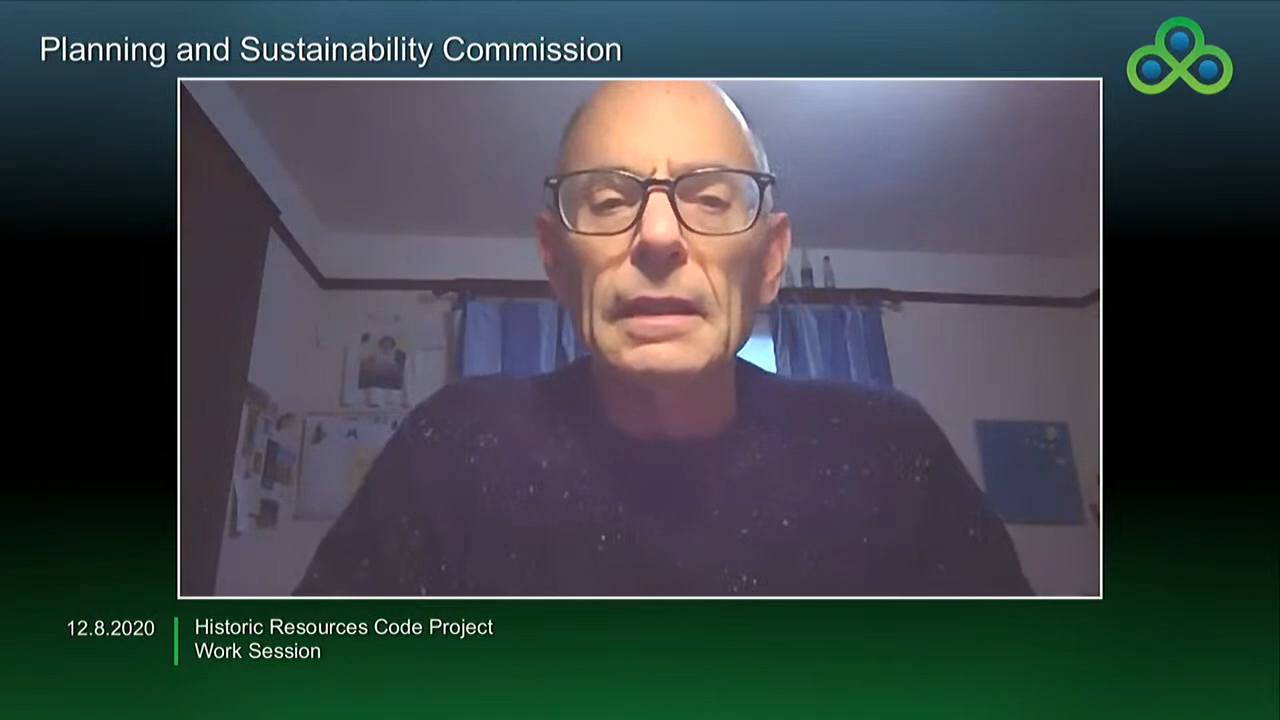 Planning and Sustainability Commission
12.8.2020
Historic Resources Code Project
Work Session